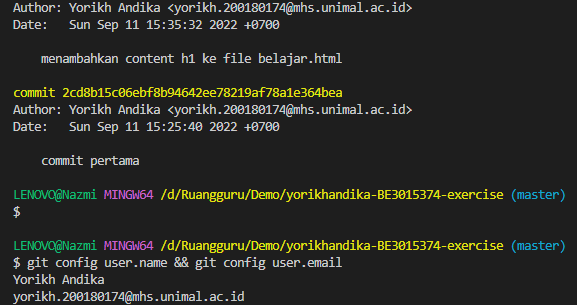 Author: Yorikh Andika <yorikh.200180174@mhs.unimal.ac.id>
Date:   Sun Sep 11 15:35:32 2022 +0700
    menambahkan content h1 ke file belajar.html
commit 2cd8b15c06ebf8b94642ee78219af78a1e364bea
Author: Yorikh Andika <yorikh.200180174@mhs.unimal.ac.id>
Date:   Sun Sep 11 15:25:40 2022 +0700
    commit pertama
LENOVO@Nazmi MINGW64 /d/Ruangguru/Demo/yorikhandika-BE3015374-exercise (master)
$
LENOVO@Nazmi MINGW64 /d/Ruangguru/Demo/yorikhandika-BE3015374-exercise (master)
$ git config user.name && git config user.email
Yorikh Andika
yorikh.200180174@mhs.unimal.ac.id